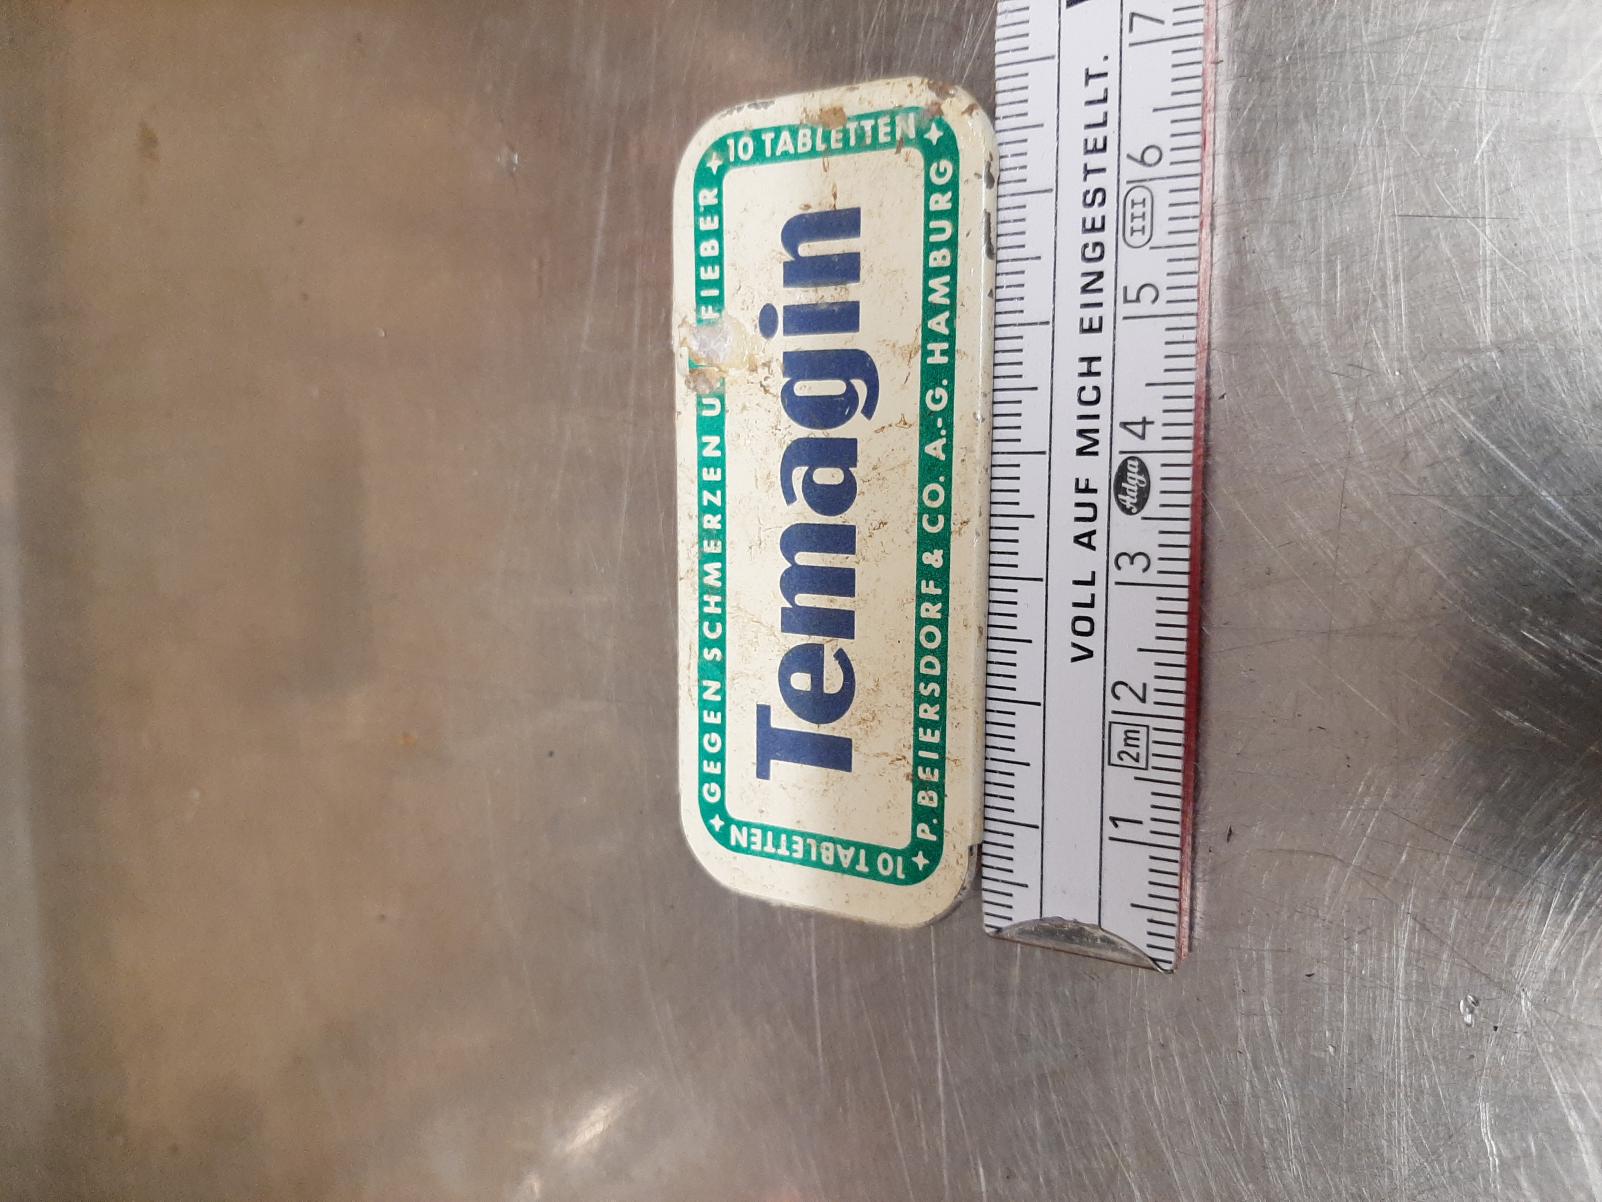 ✦ GEGEN SCHMERZEN U FIEBER ✦
10 TABLETTEN ✦
Temagin
✦ P. BEIERSDORF & CO. A.-G. HAMBURG
10 TABLETTEN
VOLL AUF MICH EINGESTELLT.
1 2m 2 3 Adga 4 5 III 6 7